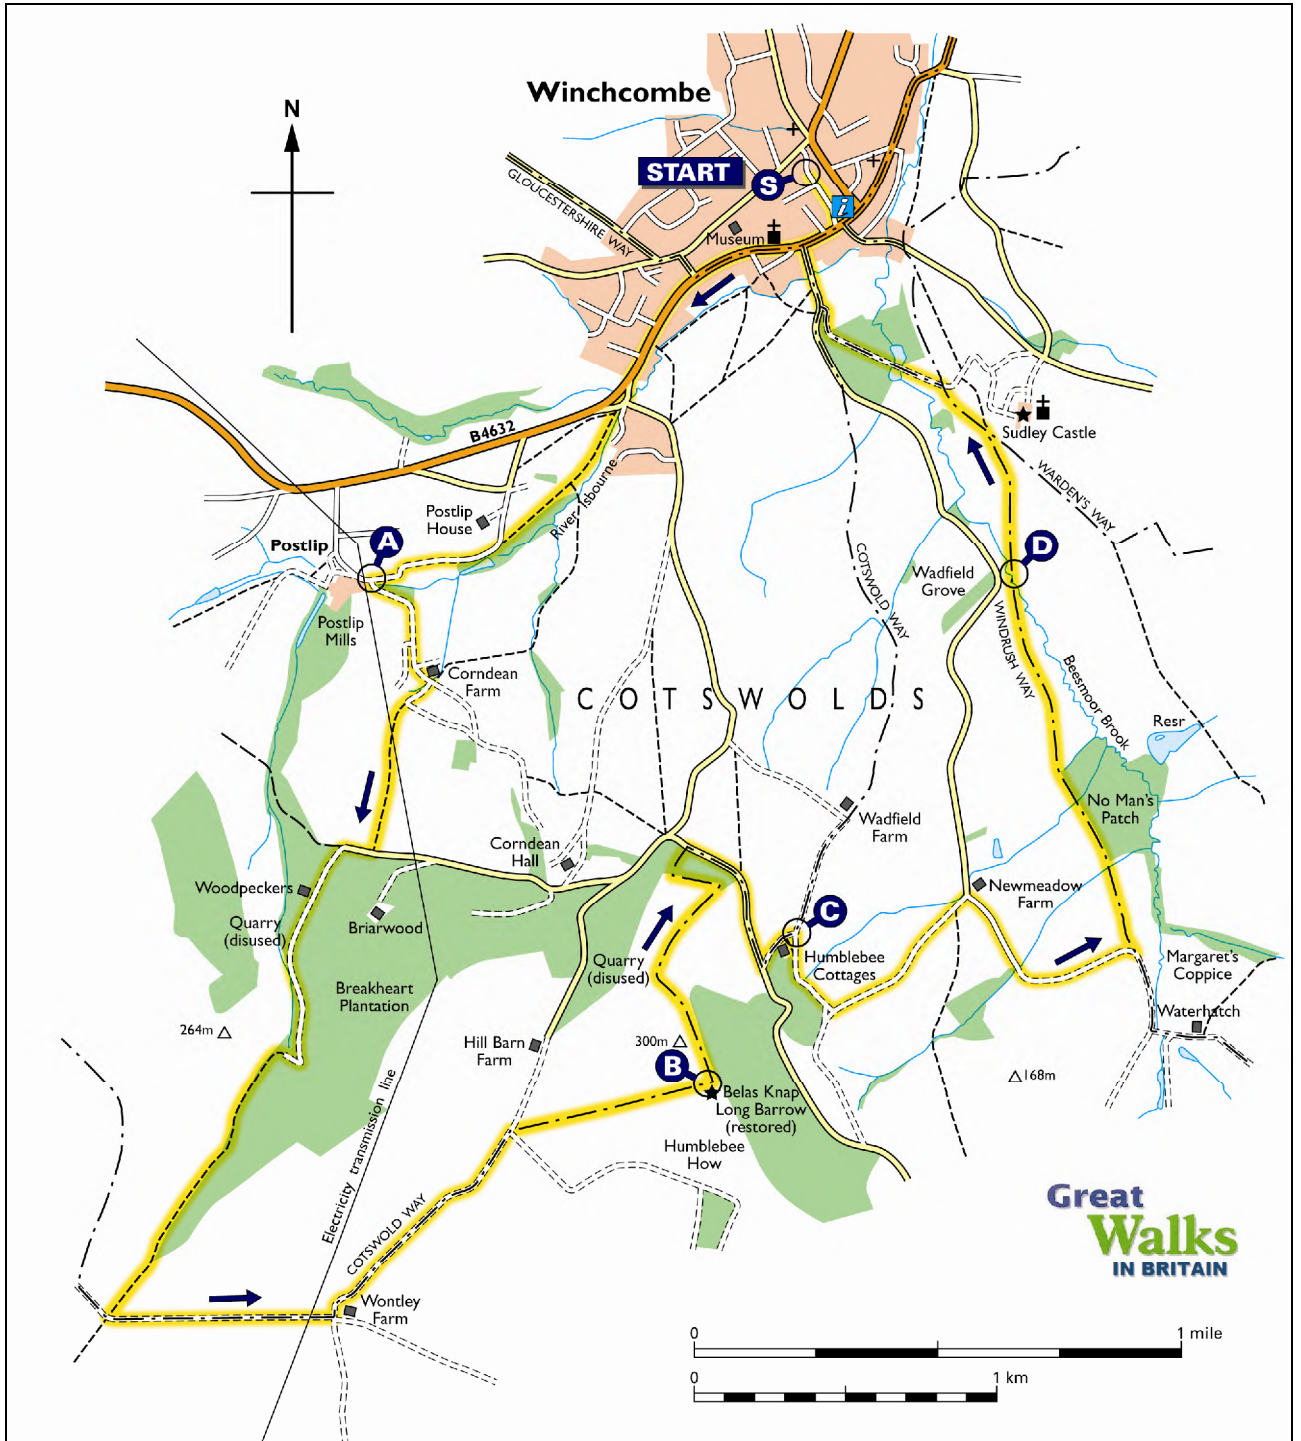 N
Winchcombe
START
S
i
GLOUCESTERSHIRE WAY
Museum
B4632
Sudley Castle
WARDEN'S WAY
River Isbourne
Postlip
House
Postlip
A
D
COTSWOLD WAY
Wadfield
Grove
Postlip
Mills
WINDRUSH WAY
Corndean
Farm
Beesmoor Brook
COTSWOLDS
Resr
No Man's
Patch
Wadfield
Farm
Corndean
Hall
Woodpeckers
Newmeadow
Farm
C
Quarry
(disused)
Briarwood
Humblebee
Cottages
Quarry
(disused)
Margaret's
Coppice
Breakheart
Plantation
Waterhatch
264m
Hill Barn
Farm
300m
B
168m
Belas Knap
Long Barrow
(restored)
Humblebee
How
Electricity transmission line
COTSWOLD WAY
Great
Walks
IN BRITAIN
Wontley
Farm
0
1 mile
0
1 km